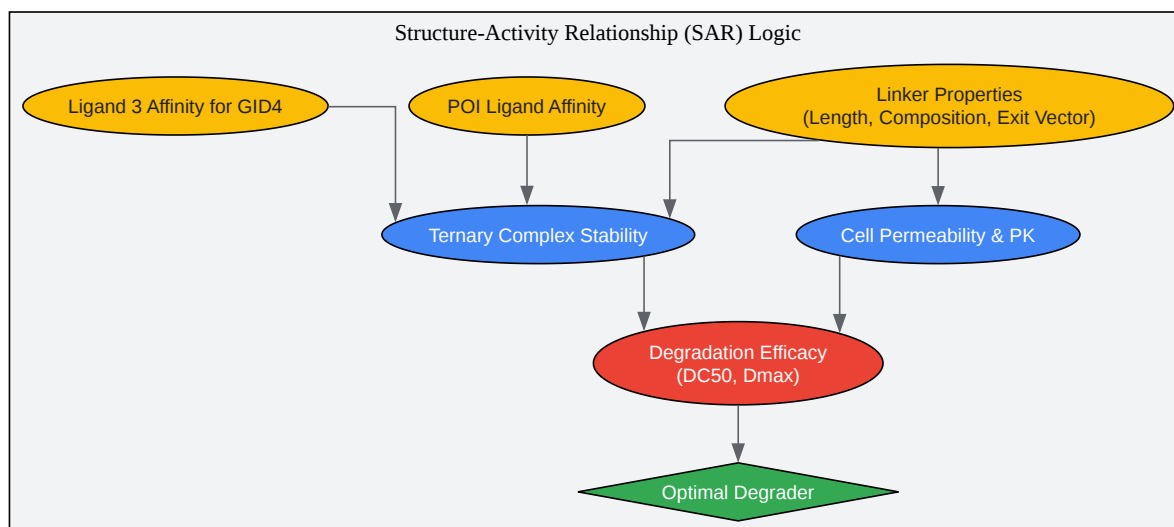 Structure-Activity Relationship (SAR) Logic
Ligand 3 Affinity for GID4
POI Ligand Affinity
Linker Properties
(Length, Composition, Exit Vector)
Ternary Complex Stability
Cell Permeability & PK
Degradation Efficacy
(DC50, Dmax)
Optimal Degrader